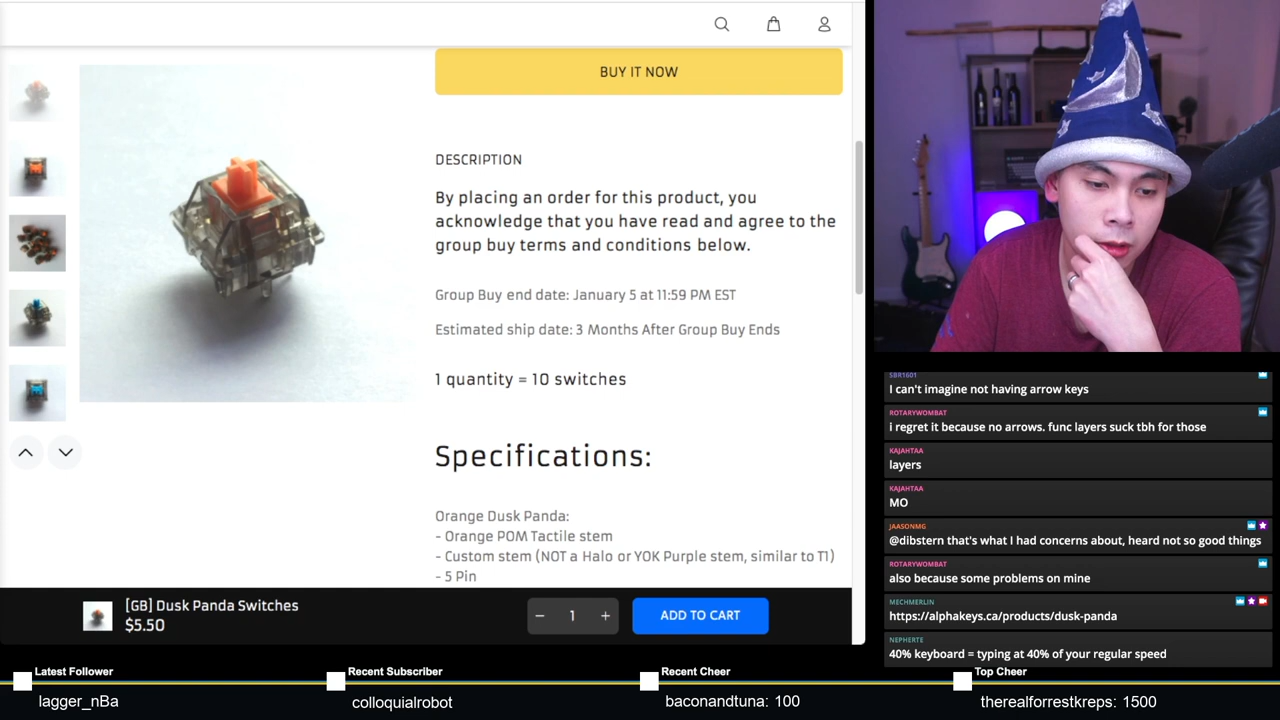 BUY IT NOW
DESCRIPTION
By placing an order for this product, you
acknowledge that you have read and agree to the
group buy terms and conditions below.
Group Buy end date: January 5 at 11:59 PM EST
Estimated ship date: 3 Months After Group Buy Ends
1 quantity = 10 switches
Specifications:
Orange Dusk Panda:
- Orange POM Tactile stem
- Custom stem (NOT a Halo or YOK Purple stem, similar to T1)
- 5 Pin
[GB] Dusk Panda Switches
$5.50
− 1 +
ADD TO CART
SBR1601
I can't imagine not having arrow keys
ROTARYWOMBAT
i regret it because no arrows. func layers suck tbh for those
KAJAHTAA
layers
KAJAHTAA
MO
JAASONMG
@dibstern that's what I had concerns about, heard not so good things
ROTARYWOMBAT
also because some problems on mine
MECHMERLIN
https://alphakeys.ca/products/dusk-panda
NEPHERTE
40% keyboard = typing at 40% of your regular speed
Latest Follower
lagger_nBa
Recent Subscriber
colloquialrobot
Recent Cheer
baconandtuna: 100
Top Cheer
therealforrestkreps: 1500